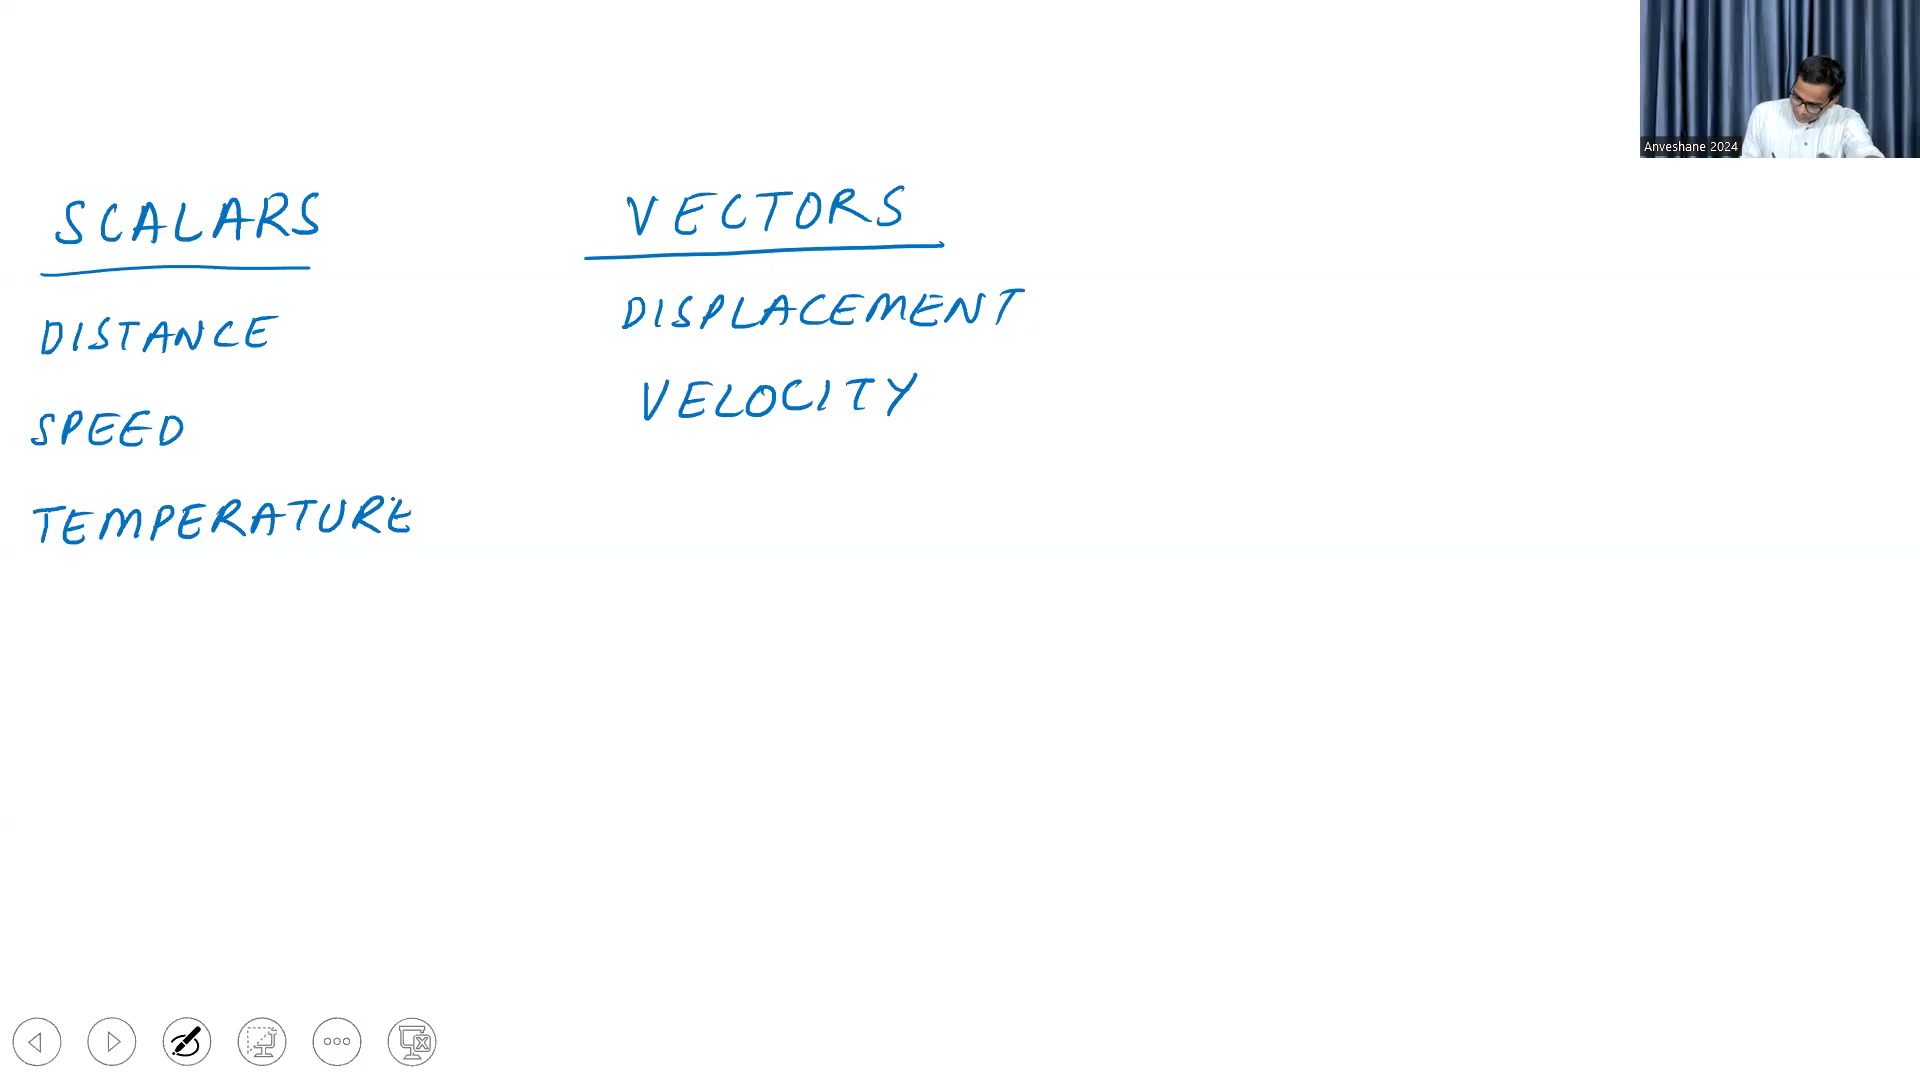 Anveshane 2024
SCALARS
DISTANCE
SPEED
TEMPERATURE
VECTORS
DISPLACEMENT
VELOCITY